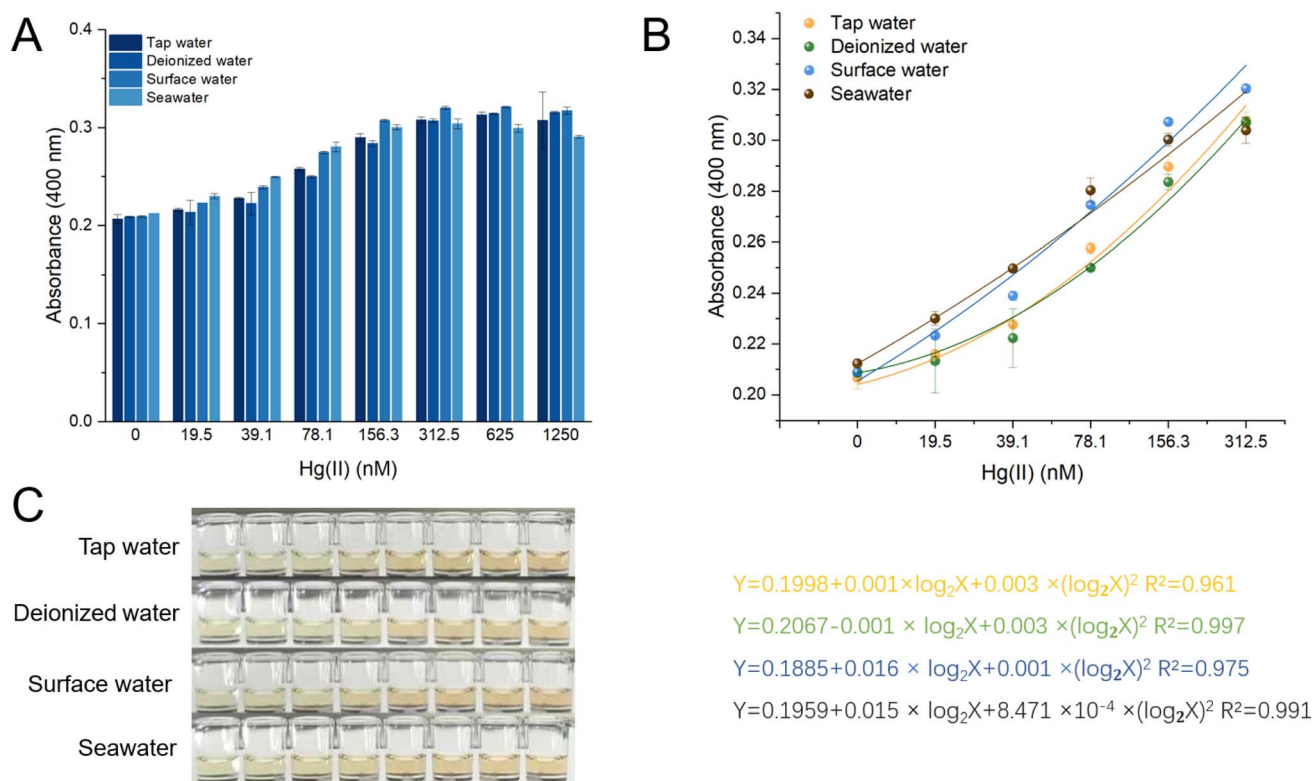 A
Tap water
Deionized water
Surface water
Seawater
Absorbance (400 nm)
0.4
0.3
0.2
0.1
0.0
0 19.5 39.1 78.1 156.3 312.5 625 1250
Hg(II) (nM)
B
Tap water
Deionized water
Surface water
Seawater
Absorbance (400 nm)
0.34
0.32
0.30
0.28
0.26
0.24
0.22
0.20
0 19.5 39.1 78.1 156.3 312.5
Hg(II) (nM)
C
Tap water
Deionized water
Surface water
Seawater
Y=0.1998+0.001×log₂X+0.003 ×(log₂X)² R²=0.961
Y=0.2067-0.001 × log₂X+0.003 ×(log₂X)² R²=0.997
Y=0.1885+0.016 × log₂X+0.001 ×(log₂X)² R²=0.975
Y=0.1959+0.015 × log₂X+8.471 ×10⁻⁴ ×(log₂X)² R²=0.991